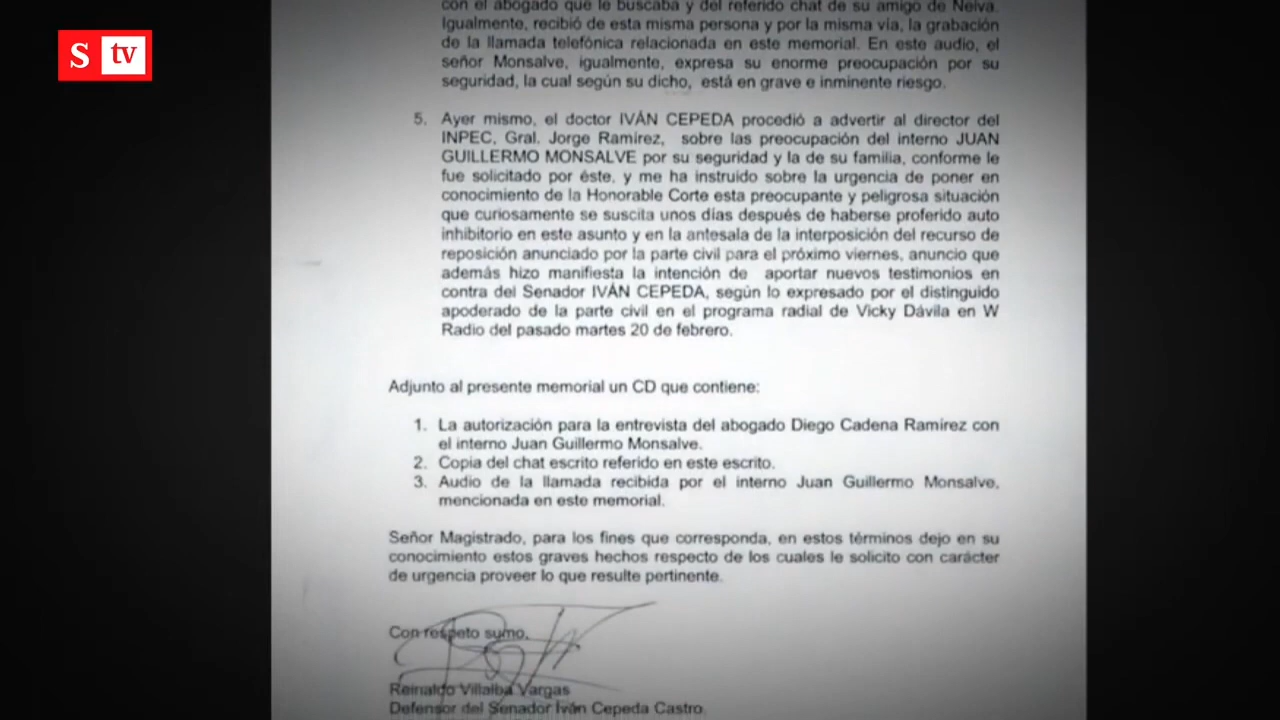 S tv
con el abogado que le buscaba y del referido chat de su amigo de Neiva.
Igualmente, recibió de esta misma persona y por la misma vía, la grabación
de la llamada telefónica relacionada en este memorial. En este audio, el
señor Monsalve, igualmente, expresa su enorme preocupación por su
seguridad, la cual según su dicho, está en grave e inminente riesgo.
5. Ayer mismo, el doctor IVÁN CEPEDA procedió a advertir al director del
INPEC, Gral. Jorge Ramírez, sobre las preocupación del interno JUAN
GUILLERMO MONSALVE por su seguridad y la de su familia, conforme le
fue solicitado por éste, y me ha instruido sobre la urgencia de poner en
conocimiento de la Honorable Corte esta preocupante y peligrosa situación
que curiosamente se suscita unos días después de haberse proferido auto
inhibitorio en este asunto y en la antesala de la interposición del recurso de
reposición anunciado por la parte civil para el próximo viernes, anuncio que
además hizo manifiesta la intención de aportar nuevos testimonios en
contra del Senador IVÁN CEPEDA, según lo expresado por el distinguido
apoderado de la parte civil en el programa radial de Vicky Dávila en W
Radio del pasado martes 20 de febrero.
Adjunto al presente memorial un CD que contiene:
1. La autorización para la entrevista del abogado Diego Cadena Ramírez con
el interno Juan Guillermo Monsalve.
2. Copia del chat escrito referido en este escrito.
3. Audio de la llamada recibida por el interno Juan Guillermo Monsalve,
mencionada en este memorial.
Señor Magistrado, para los fines que corresponda, en estos términos dejo en su
conocimiento estos graves hechos respecto de los cuales le solicito con carácter
de urgencia proveer lo que resulte pertinente.
Con respeto sumo,
Reinaldo Villalba Vargas
Defensor del Senador Iván Cepeda Castro.